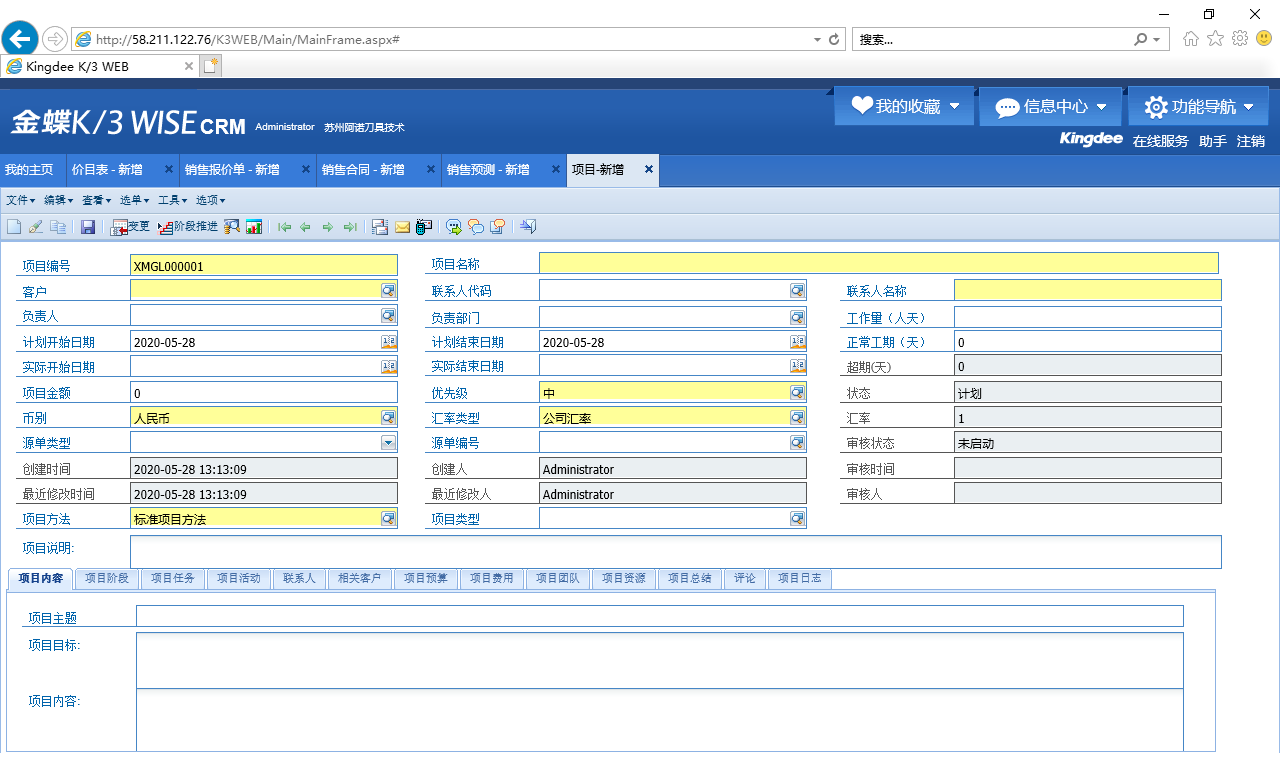 http://58.211.122.76/K3WEB/Main/MainFrame.aspx# 搜索...
Kingdee K/3 WEB
我的收藏 信息中心 功能导航
金蝶K/3 WISE CRM Administrator 苏州阿诺刀具技术
Kingdee 在线服务 助手 注销
我的主页 价目表 - 新增 销售报价单 - 新增 销售合同 - 新增 销售预测 - 新增 项目-新增
文件 编辑 查看 选单 工具 选项
变更 阶段推进
项目编号 XMGL000001 项目名称
客户 联系人代码 联系人名称
负责人 负责部门 工作量（人天）
计划开始日期 2020-05-28 计划结束日期 2020-05-28 正常工期（天） 0
实际开始日期 实际结束日期 超期(天) 0
项目金额 0 优先级 中 状态 计划
币别 人民币 汇率类型 公司汇率 汇率 1
源单类型 源单编号 审核状态 未启动
创建时间 2020-05-28 13:13:09 创建人 Administrator 审核时间
最近修改时间 2020-05-28 13:13:09 最近修改人 Administrator 审核人
项目方法 标准项目方法 项目类型
项目说明:
项目内容 项目阶段 项目任务 项目活动 联系人 相关客户 项目预算 项目费用 项目团队 项目资源 项目总结 评论 项目日志
项目主题
项目目标:
项目内容: